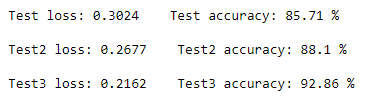 Test loss: 0.3024    Test accuracy: 85.71 %
Test2 loss: 0.2677    Test2 accuracy: 88.1 %
Test3 loss: 0.2162    Test3 accuracy: 92.86 %